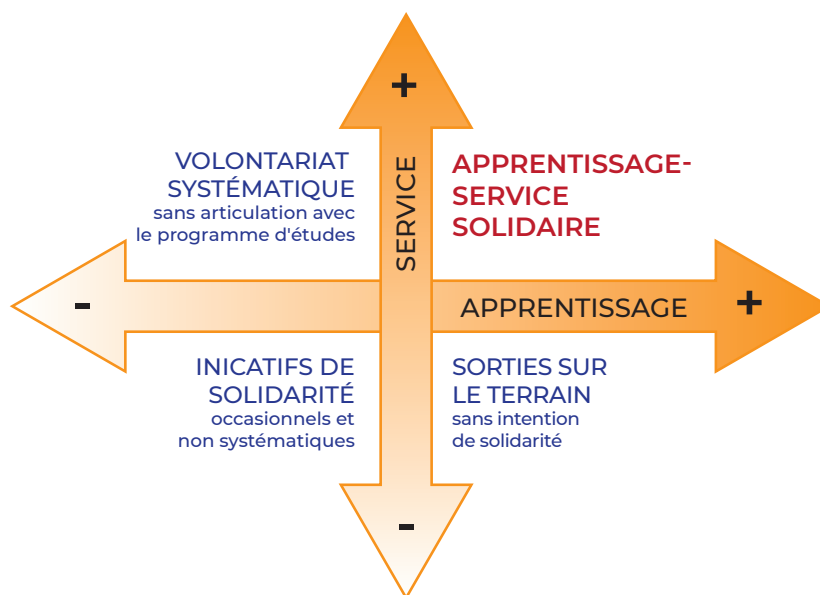 +
VOLONTARIAT
SYSTÉMATIQUE
sans articulation avec
le programme d'études
SERVICE
APPRENTISSAGE-
SERVICE
SOLIDAIRE
-
APPRENTISSAGE
+
INICATIFS DE
SOLIDARITÉ
occasionnels et
non systématiques
SORTIES SUR
LE TERRAIN
sans intention
de solidarité
-